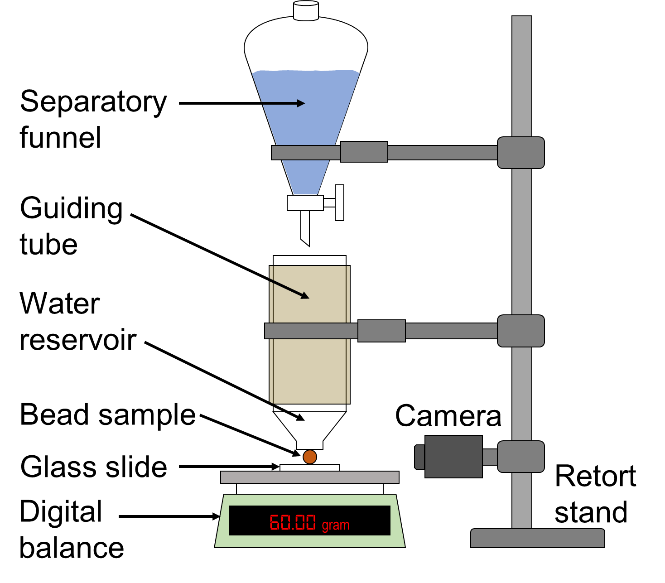 Separatory
funnel
Guiding
tube
Water
reservoir
Bead sample
Camera
Glass slide
Retort
stand
Digital
balance
60.00 gram